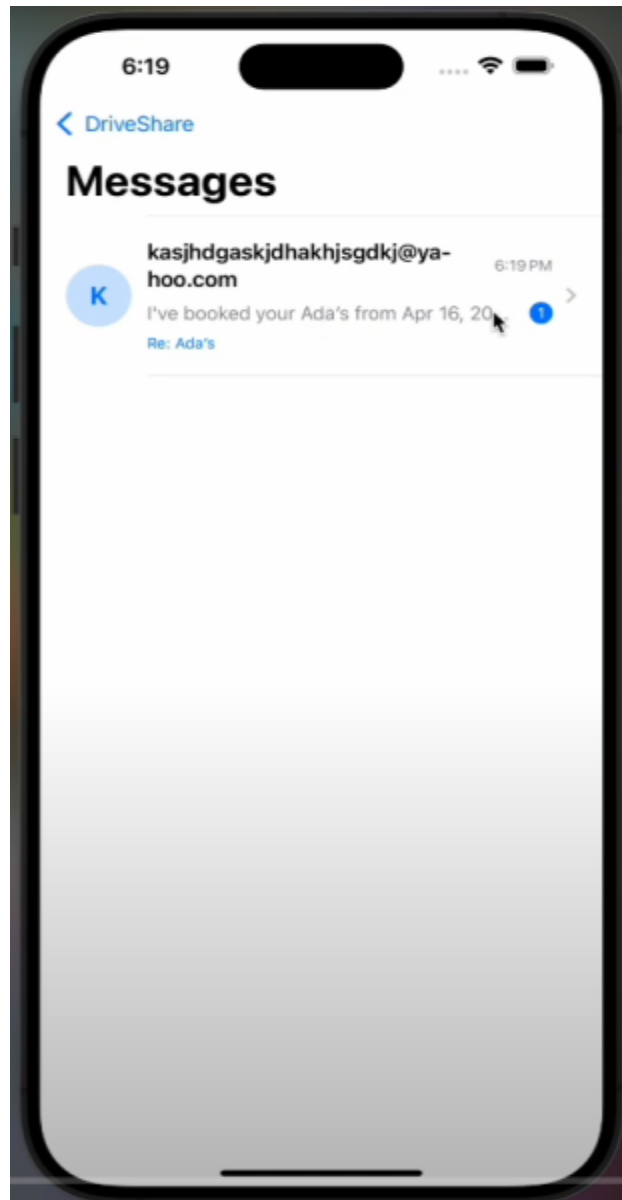 6:19
DriveShare
Messages
kasjhdgaskjdhakhjsgdkj@ya-
hoo.com
6:19 PM
K
I've booked your Ada's from Apr 16, 20
1
Re: Ada's